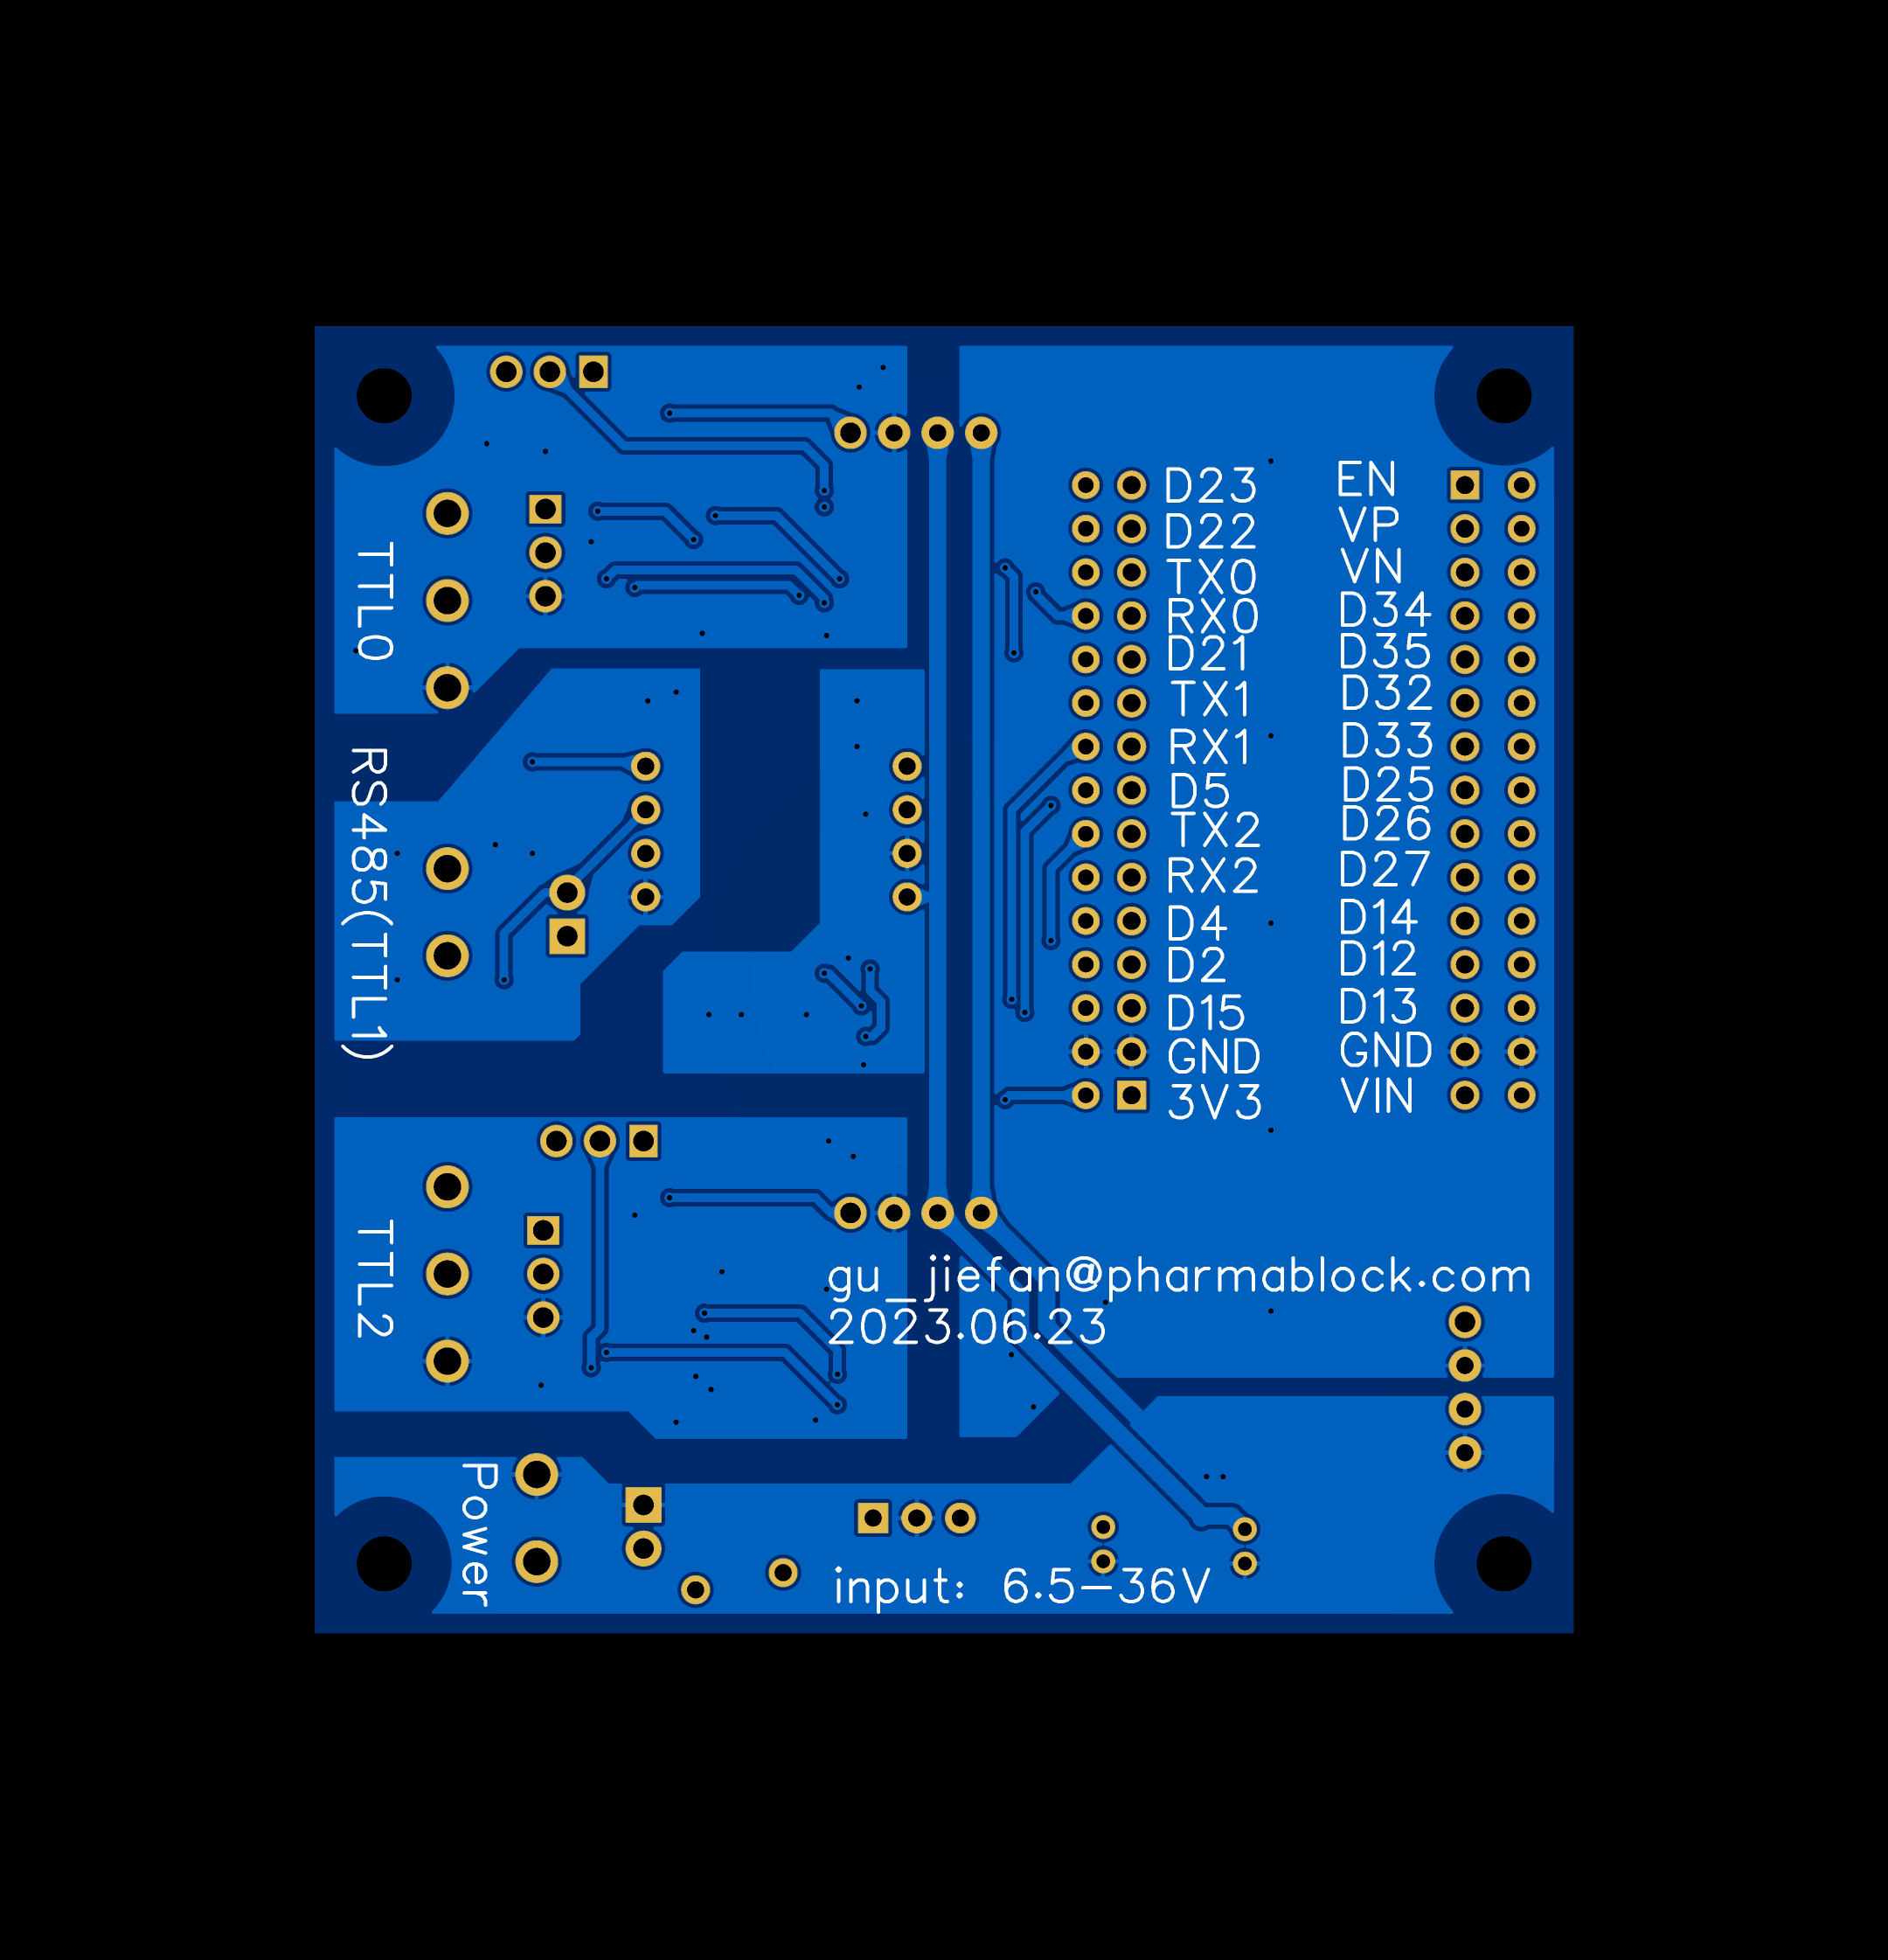 D23
D22
TX0
RX0
D21
TX1
RX1
D5
TX2
RX2
D4
D2
D15
GND
3V3
EN
VP
VN
D34
D35
D32
D33
D25
D26
D27
D14
D12
D13
GND
VIN
TTL0
RS485(TTL1)
TTL2
Power
gu_jiefan@pharmablock.com
2023.06.23
input: 6.5-36V